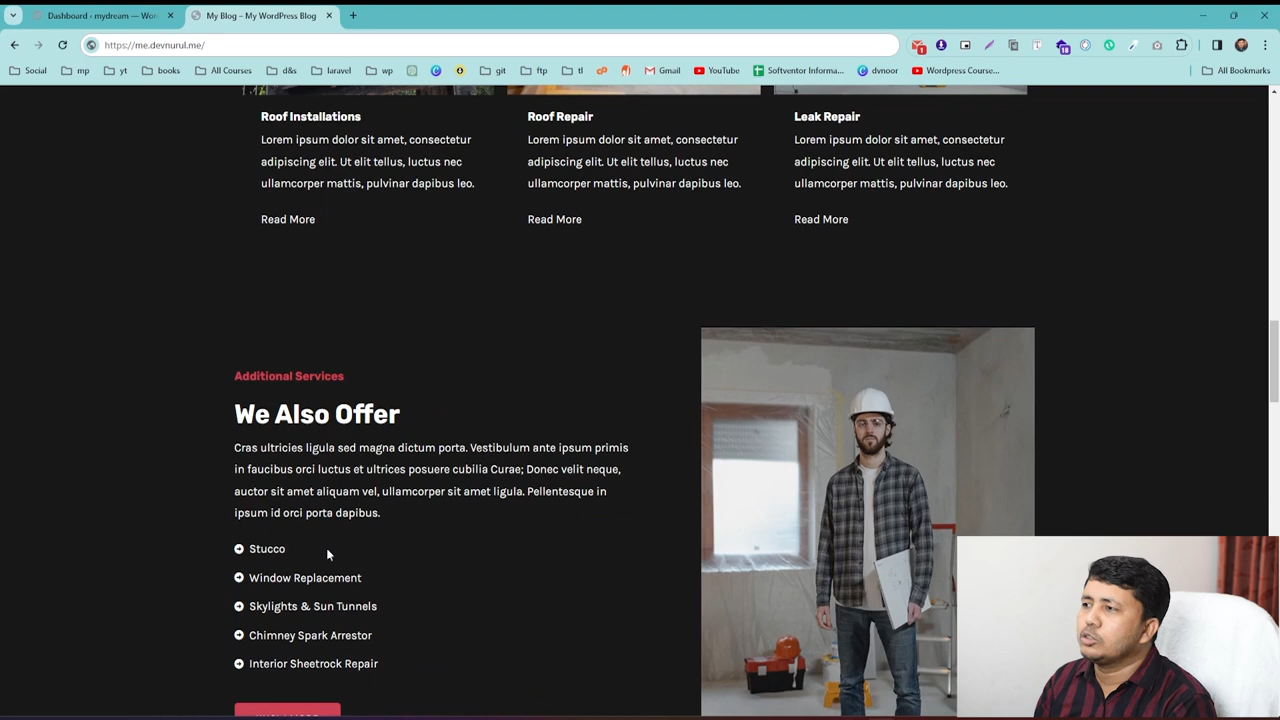 Dashboard ‹ mydream — Wor
My Blog – My WordPress Blog
https://me.devnurul.me/
1
18
Social
mp
yt
books
All Courses
d&s
laravel
wp
git
ftp
tl
Gmail
YouTube
Softventor Informa...
dvnoor
Wordpress Course...
All Bookmarks
Roof Installations
Lorem ipsum dolor sit amet, consectetur
adipiscing elit. Ut elit tellus, luctus nec
ullamcorper mattis, pulvinar dapibus leo.
Read More
Roof Repair
Lorem ipsum dolor sit amet, consectetur
adipiscing elit. Ut elit tellus, luctus nec
ullamcorper mattis, pulvinar dapibus leo.
Read More
Leak Repair
Lorem ipsum dolor sit amet, consectetur
adipiscing elit. Ut elit tellus, luctus nec
ullamcorper mattis, pulvinar dapibus leo.
Read More
Additional Services
We Also Offer
Cras ultricies ligula sed magna dictum porta. Vestibulum ante ipsum primis
in faucibus orci luctus et ultrices posuere cubilia Curae; Donec velit neque,
auctor sit amet aliquam vel, ullamcorper sit amet ligula. Pellentesque in
ipsum id orci porta dapibus.
Stucco
Window Replacement
Skylights & Sun Tunnels
Chimney Spark Arrestor
Interior Sheetrock Repair